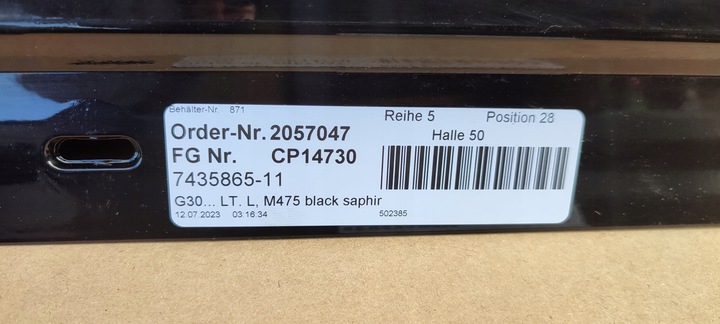 Behälter-Nr. 871
Reihe 5 Position 28
Order-Nr. 2057047
Halle 50
FG Nr. CP14730
7435865-11
G30... LT. L, M475 black saphir
12.07.2023 03:16.34 502385